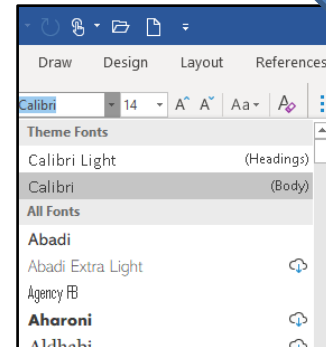 Draw Design Layout References
Calibri 14 A A Aa A
Theme Fonts
Calibri Light (Headings)
Calibri (Body)
All Fonts
Abadi
Abadi Extra Light
Agency FB
Aharoni
Aldhabi